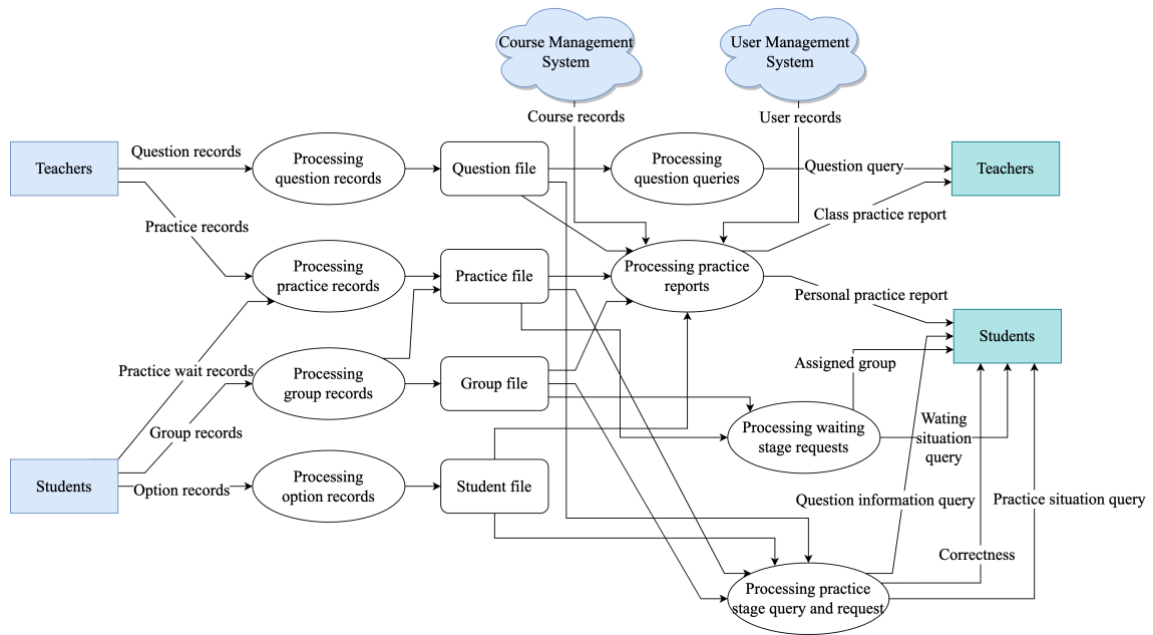 Course Management
System
User Management
System
Course records
User records
Teachers
Question records
Processing
question records
Question file
Processing
question queries
Question query
Teachers
Practice records
Class practice report
Processing
practice records
Practice file
Processing practice
reports
Personal practice report
Students
Practice wait records
Processing
group records
Group file
Assigned group
Group records
Processing waiting
stage requests
Wating
situation
query
Students
Option records
Processing
option records
Student file
Question information query
Practice situation query
Correctness
Processing practice
stage query and request